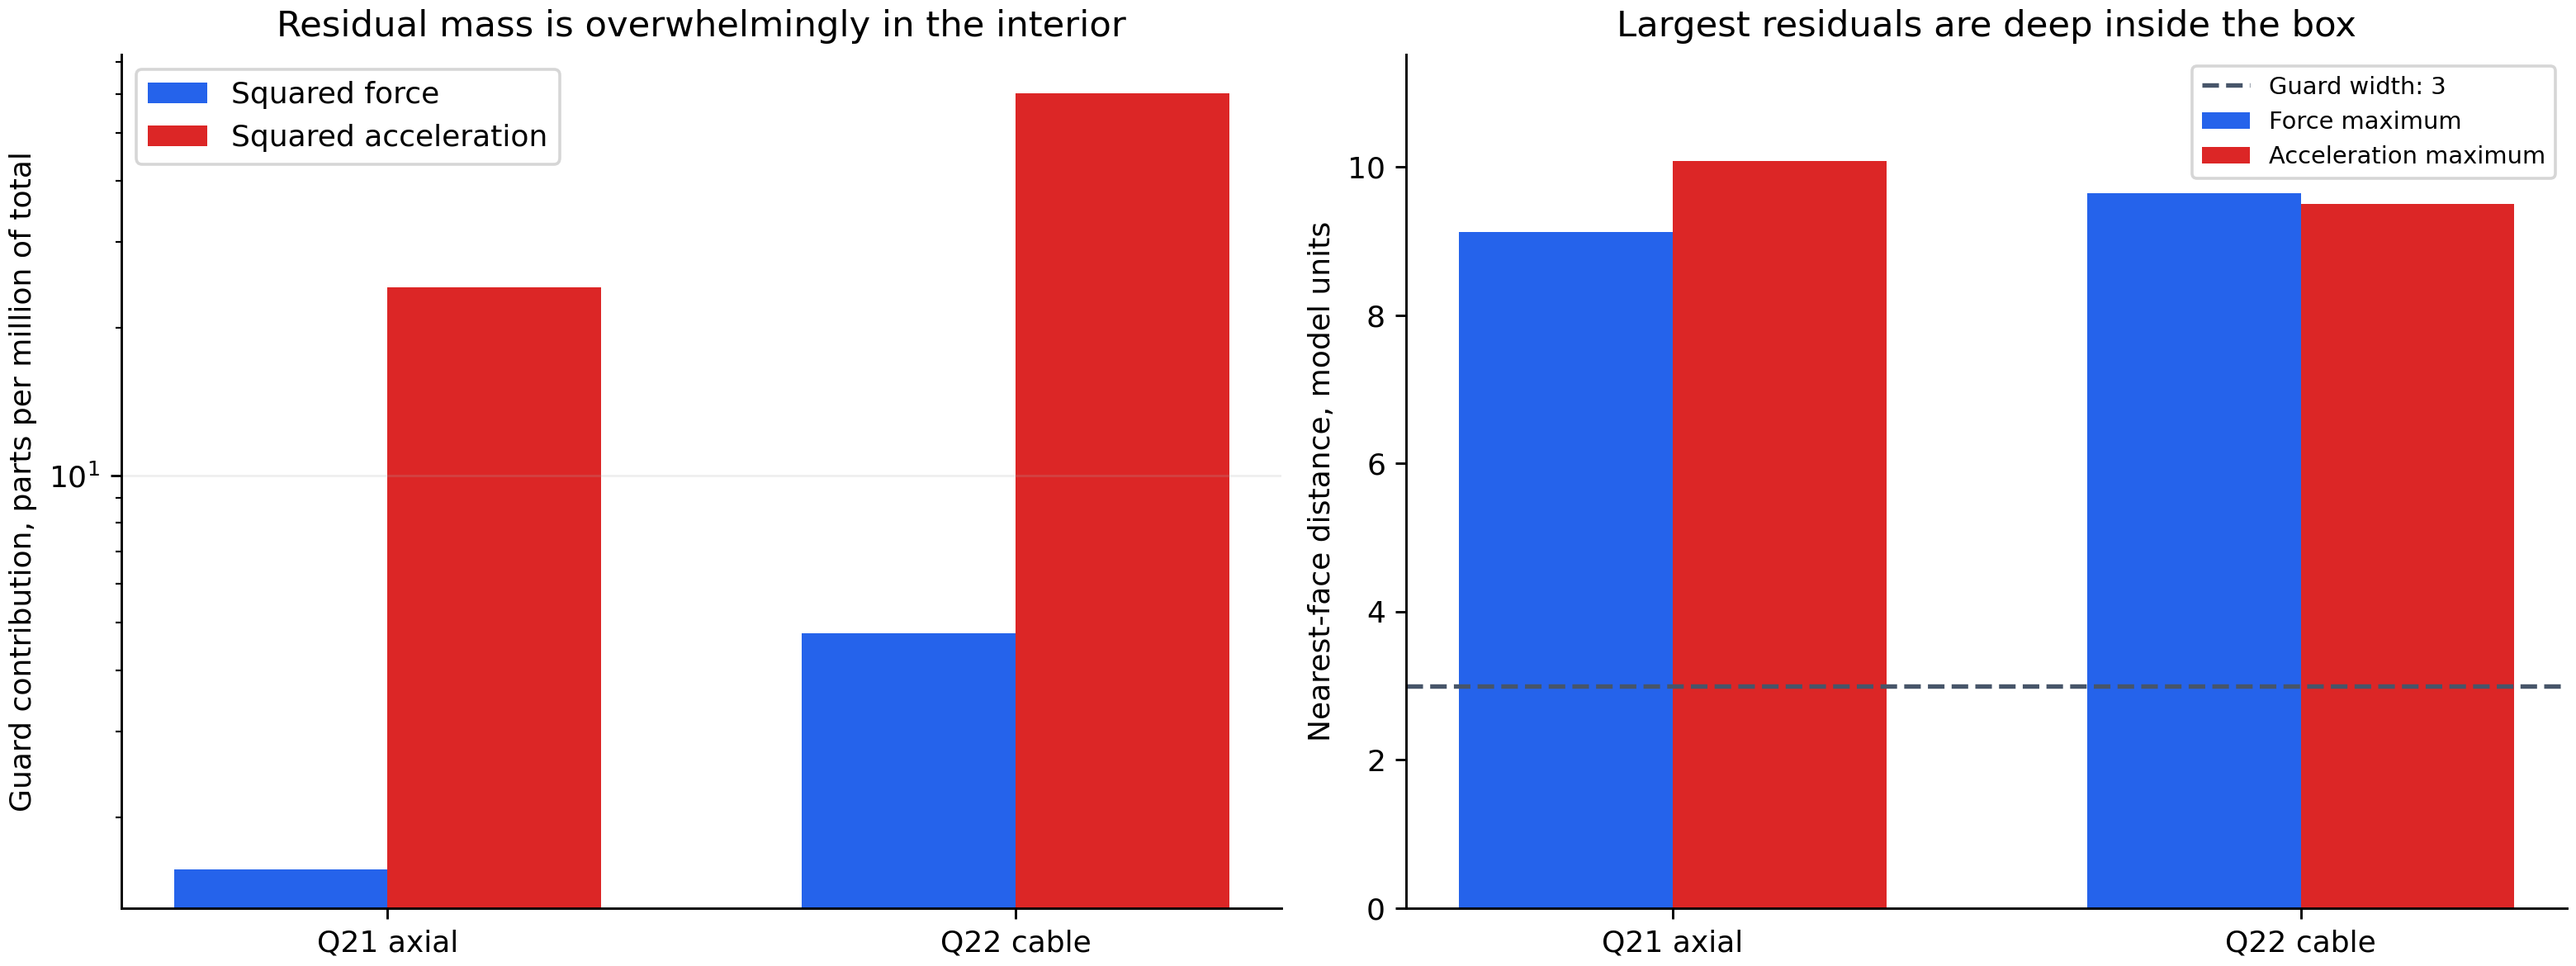 Residual mass is overwhelmingly in the interior
Squared force
Squared acceleration
Guard contribution, parts per million of total
10¹
Q21 axial
Q22 cable
Largest residuals are deep inside the box
Guard width: 3
Force maximum
Acceleration maximum
Nearest-face distance, model units
10
8
6
4
2
0
Q21 axial
Q22 cable